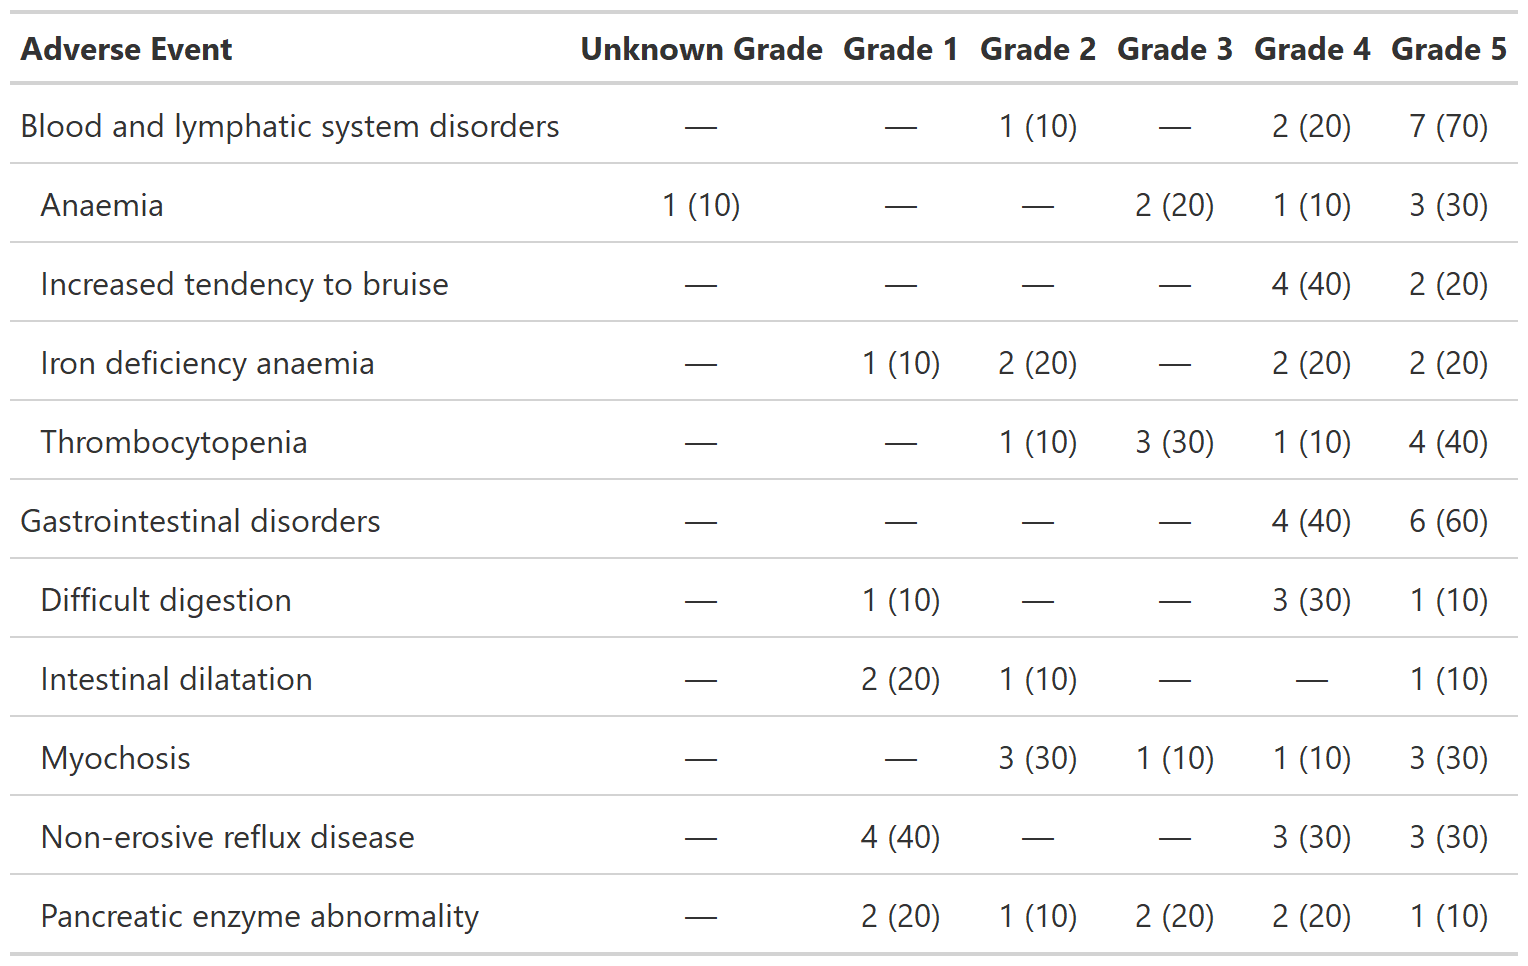 Adverse Event Unknown Grade Grade 1 Grade 2 Grade 3 Grade 4 Grade 5
Blood and lymphatic system disorders — — 1 (10) — 2 (20) 7 (70)
Anaemia 1 (10) — — 2 (20) 1 (10) 3 (30)
Increased tendency to bruise — — — — 4 (40) 2 (20)
Iron deficiency anaemia — 1 (10) 2 (20) — 2 (20) 2 (20)
Thrombocytopenia — — 1 (10) 3 (30) 1 (10) 4 (40)
Gastrointestinal disorders — — — — 4 (40) 6 (60)
Difficult digestion — 1 (10) — — 3 (30) 1 (10)
Intestinal dilatation — 2 (20) 1 (10) — — 1 (10)
Myochosis — — 3 (30) 1 (10) 1 (10) 3 (30)
Non-erosive reflux disease — 4 (40) — — 3 (30) 3 (30)
Pancreatic enzyme abnormality — 2 (20) 1 (10) 2 (20) 2 (20) 1 (10)